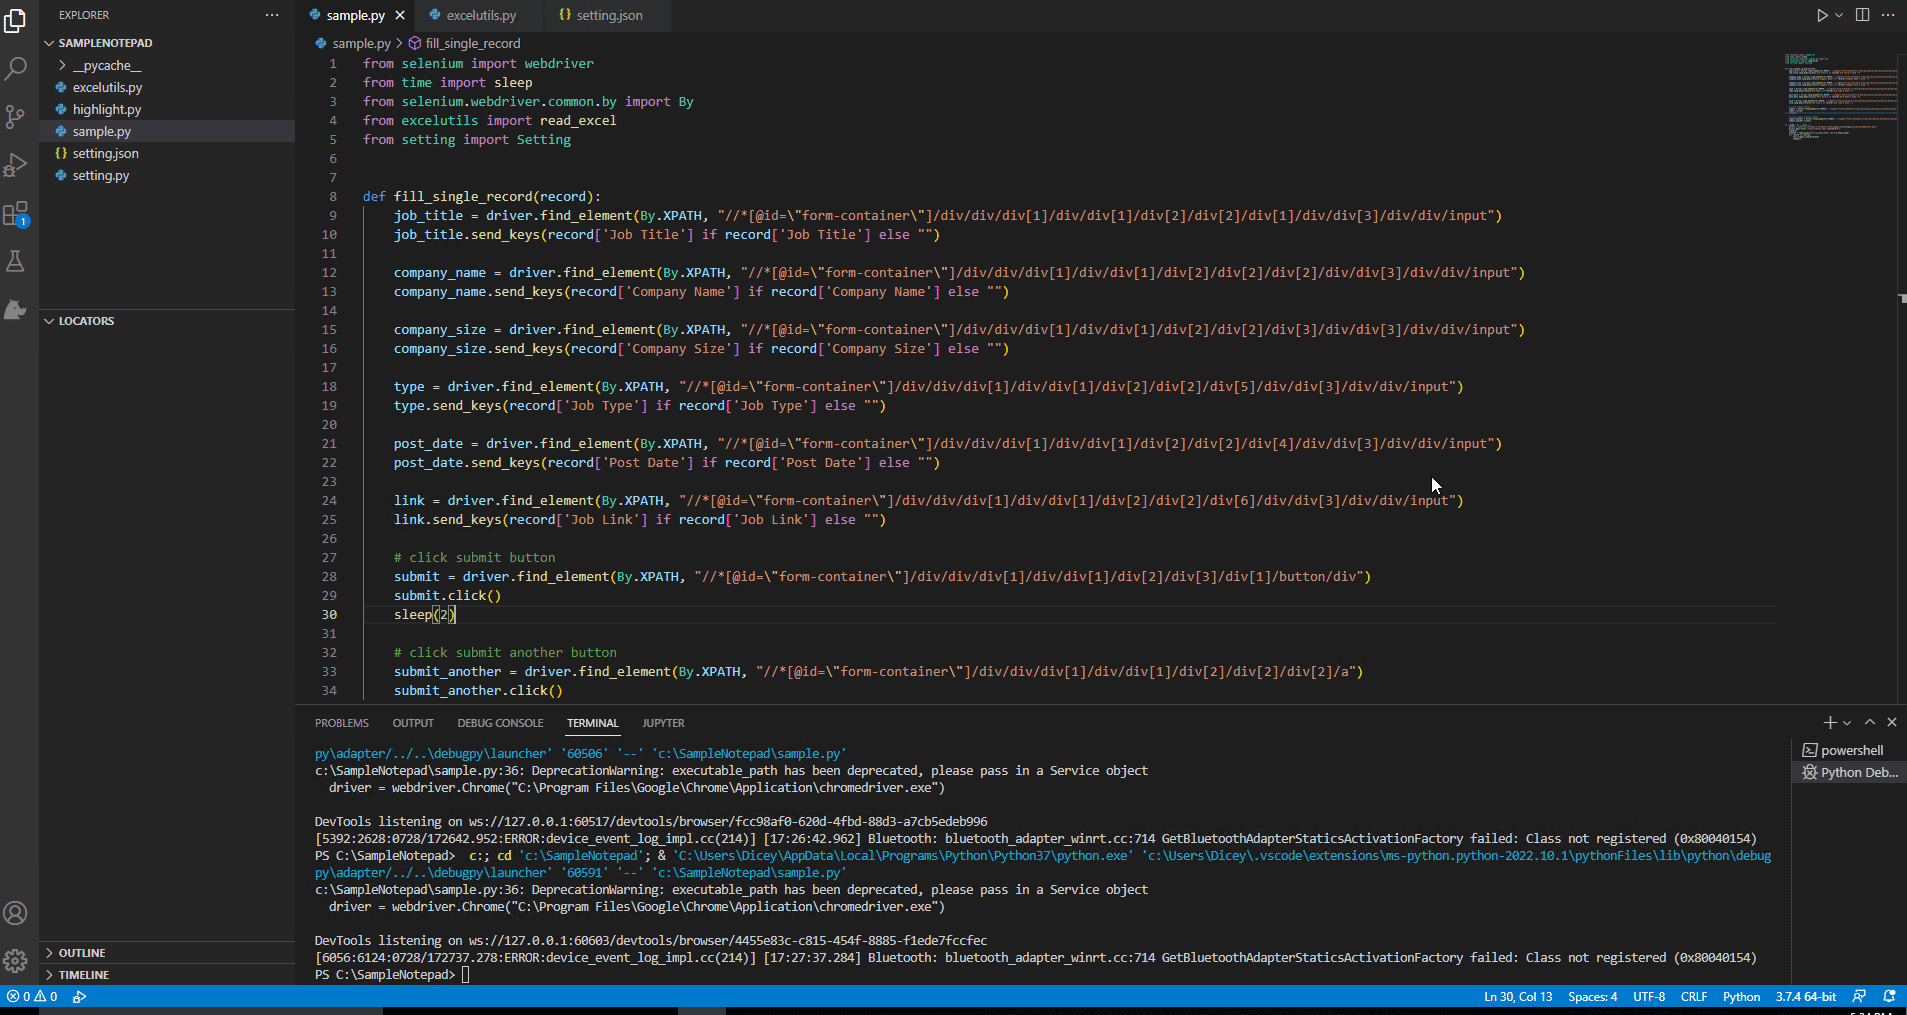 EXPLORER
SAMPLENOTEPAD
__pycache__
excelutils.py
highlight.py
sample.py
setting.json
setting.py
LOCATORS
OUTLINE
TIMELINE
1
sample.py
excelutils.py
setting.json
sample.py > fill_single_record
1 from selenium import webdriver
2 from time import sleep
3 from selenium.webdriver.common.by import By
4 from excelutils import read_excel
5 from setting import Setting
6
7
8 def fill_single_record(record):
9 job_title = driver.find_element(By.XPATH, "//*[@id=\"form-container\"]/div/div/div[1]/div/div[1]/div[2]/div[2]/div[1]/div/div[3]/div/div/input")
10 job_title.send_keys(record['Job Title'] if record['Job Title'] else "")
11
12 company_name = driver.find_element(By.XPATH, "//*[@id=\"form-container\"]/div/div/div[1]/div/div[1]/div[2]/div[2]/div[2]/div/div[3]/div/div/input")
13 company_name.send_keys(record['Company Name'] if record['Company Name'] else "")
14
15 company_size = driver.find_element(By.XPATH, "//*[@id=\"form-container\"]/div/div/div[1]/div/div[1]/div[2]/div[2]/div[3]/div/div[3]/div/div/input")
16 company_size.send_keys(record['Company Size'] if record['Company Size'] else "")
17
18 type = driver.find_element(By.XPATH, "//*[@id=\"form-container\"]/div/div/div[1]/div/div[1]/div[2]/div[2]/div[5]/div/div[3]/div/div/input")
19 type.send_keys(record['Job Type'] if record['Job Type'] else "")
20
21 post_date = driver.find_element(By.XPATH, "//*[@id=\"form-container\"]/div/div/div[1]/div/div[1]/div[2]/div[2]/div[4]/div/div[3]/div/div/input")
22 post_date.send_keys(record['Post Date'] if record['Post Date'] else "")
23
24 link = driver.find_element(By.XPATH, "//*[@id=\"form-container\"]/div/div/div[1]/div/div[1]/div[2]/div[2]/div[6]/div/div[3]/div/div/input")
25 link.send_keys(record['Job Link'] if record['Job Link'] else "")
26
27 # click submit button
28 submit = driver.find_element(By.XPATH, "//*[@id=\"form-container\"]/div/div/div[1]/div/div[1]/div[2]/div[3]/div[1]/button/div")
29 submit.click()
30 sleep(2)
31
32 # click submit another button
33 submit_another = driver.find_element(By.XPATH, "//*[@id=\"form-container\"]/div/div/div[1]/div/div[1]/div[2]/div[2]/div[2]/a")
34 submit_another.click()
PROBLEMS OUTPUT DEBUG CONSOLE TERMINAL JUPYTER
py\adapter/../..\debugpy\launcher' '60506' '--' 'c:\SampleNotepad\sample.py'
c:\SampleNotepad\sample.py:36: DeprecationWarning: executable_path has been deprecated, please pass in a Service object
driver = webdriver.Chrome("C:\Program Files\Google\Chrome\Application\chromedriver.exe")
DevTools listening on ws://127.0.0.1:60517/devtools/browser/fcc98af0-620d-4fbd-88d3-a7cb5edeb996
[5392:2628:0728/172642.952:ERROR:device_event_log_impl.cc(214)] [17:26:42.962] Bluetooth: bluetooth_adapter_winrt.cc:714 GetBluetoothAdapterStaticsActivationFactory failed: Class not registered (0x80040154)
PS C:\SampleNotepad> c:; cd 'c:\SampleNotepad'; & 'C:\Users\Dicey\AppData\Local\Programs\Python\Python37\python.exe' 'c:\Users\Dicey\.vscode\extensions\ms-python.python-2022.10.1\pythonFiles\lib\python\debug
py\adapter/../..\debugpy\launcher' '60591' '--' 'c:\SampleNotepad\sample.py'
c:\SampleNotepad\sample.py:36: DeprecationWarning: executable_path has been deprecated, please pass in a Service object
driver = webdriver.Chrome("C:\Program Files\Google\Chrome\Application\chromedriver.exe")
DevTools listening on ws://127.0.0.1:60603/devtools/browser/4455e83c-c815-454f-8885-f1ede7fccfec
[6056:6124:0728/172737.278:ERROR:device_event_log_impl.cc(214)] [17:27:37.284] Bluetooth: bluetooth_adapter_winrt.cc:714 GetBluetoothAdapterStaticsActivationFactory failed: Class not registered (0x80040154)
PS C:\SampleNotepad>
powershell
Python Deb...
0 0
Ln 30, Col 13 Spaces: 4 UTF-8 CRLF Python 3.7.4 64-bit